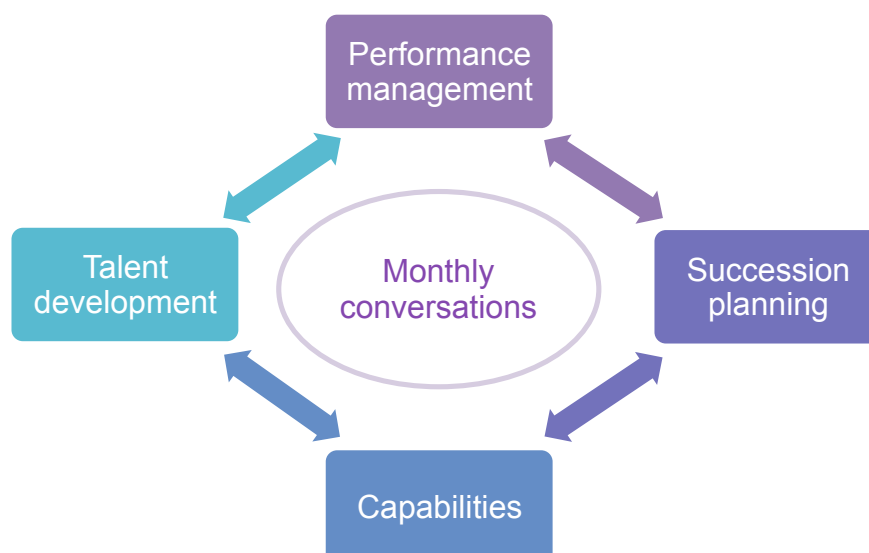 Performance
management
Talent
development
Monthly
conversations
Succession
planning
Capabilities